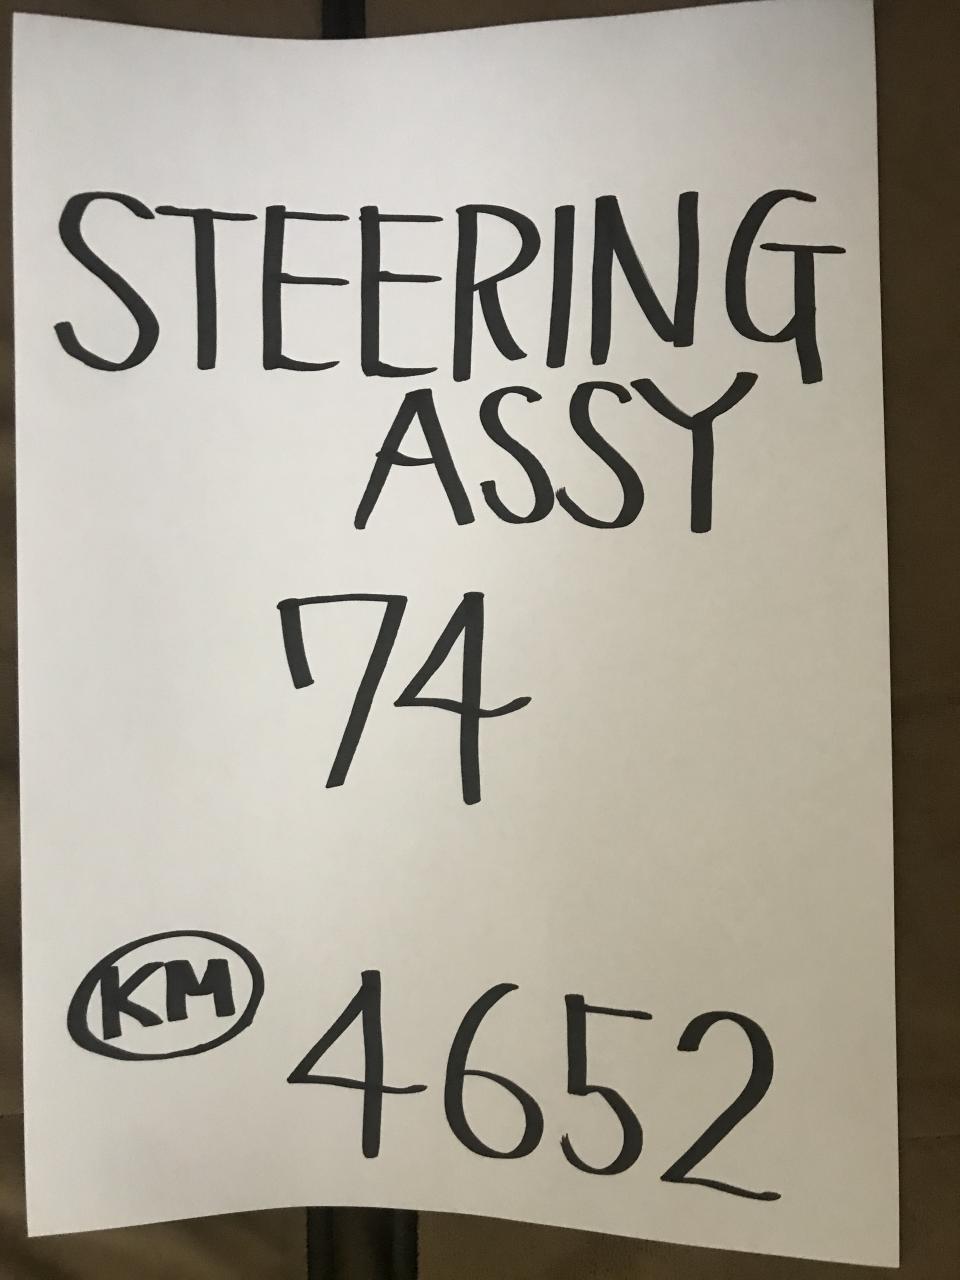 STEERING
ASSY
74
KM 4652